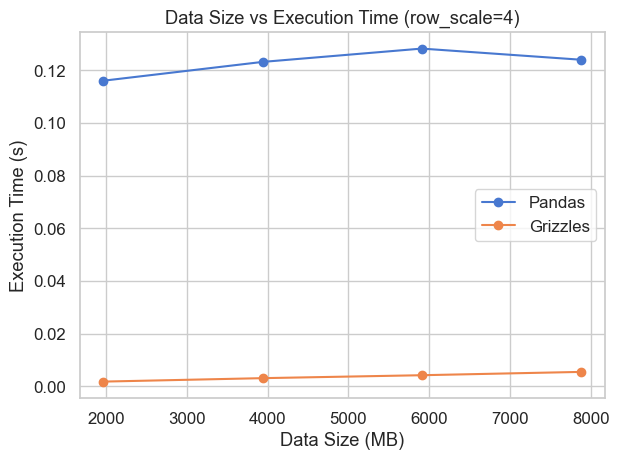 Data Size vs Execution Time (row_scale=4)
Execution Time (s)
0.12
0.10
0.08
0.06
0.04
0.02
0.00
Pandas
Grizzles
2000 3000 4000 5000 6000 7000 8000
Data Size (MB)